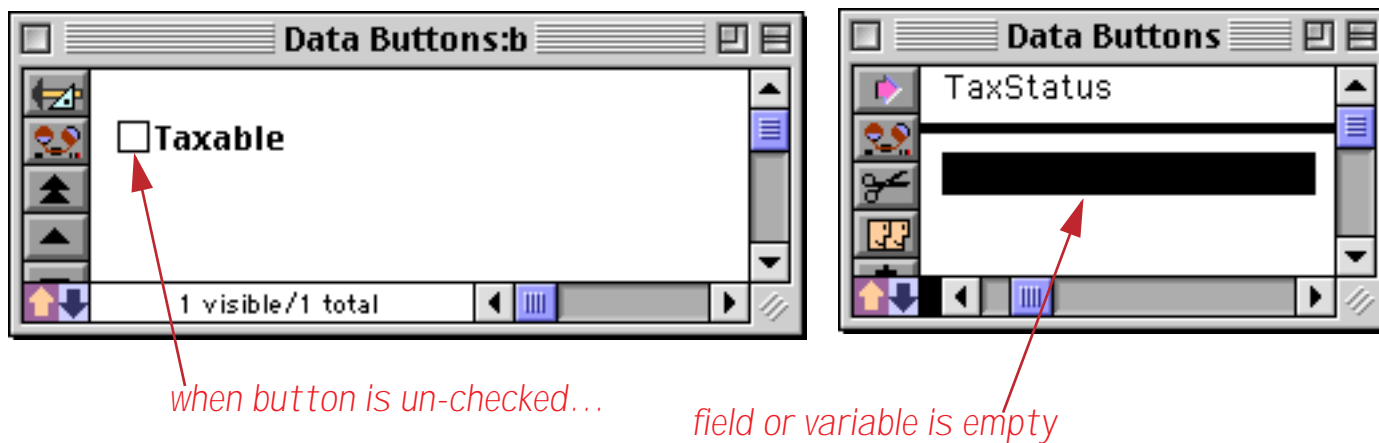 Data Buttons:b
Taxable
1 visible/1 total
Data Buttons
TaxStatus
when button is un-checked...
field or variable is empty